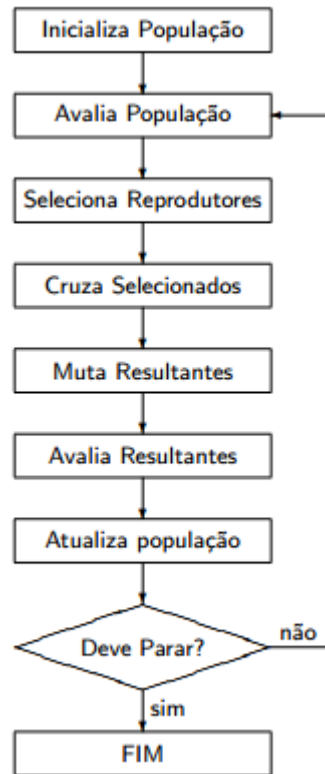 Inicializa População
Avalia População
Seleciona Reprodutores
Cruza Selecionados
Muta Resultantes
Avalia Resultantes
Atualiza população
Deve Parar?
não
sim
FIM